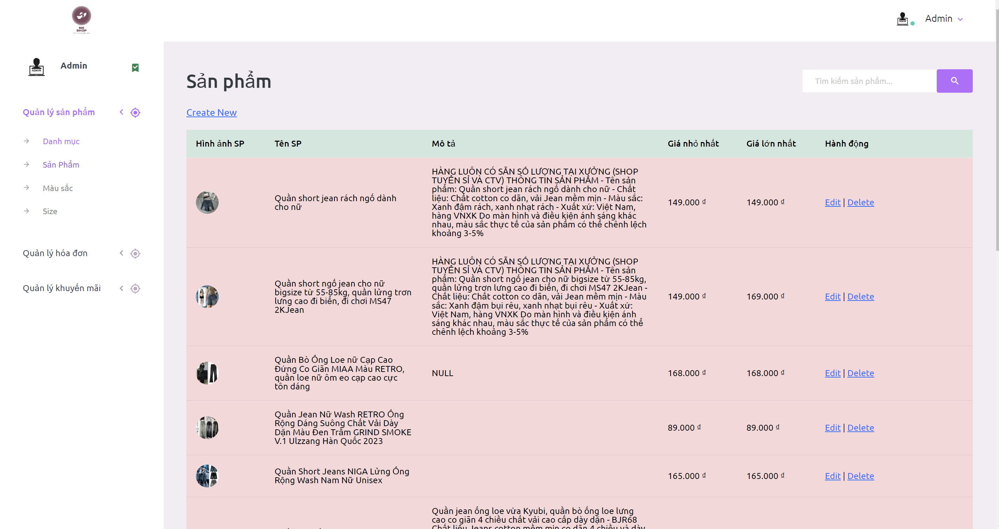 NH
SHOP
Admin
ADMIN
Admin
Sản phẩm
Tìm kiếm sản phẩm...
Quản lý sản phẩm
Create New
Danh mục
Sản Phẩm
Màu sắc
Size
Quản lý hóa đơn
Quản lý khuyến mãi
Hình ảnh SP Tên SP Mô tả Giá nhỏ nhất Giá lớn nhất Hành động
Quần short jean rách ngố dành
cho nữ
HÀNG LUÔN CÓ SẴN SỐ LƯỢNG TẠI XƯỞNG (SHOP
TUYỂN SỈ VÀ CTV) THÔNG TIN SẢN PHẨM - Tên sản
phẩm: Quần short jean rách ngố dành cho nữ - Chất
liệu: Chất cotton co dãn, vải Jean mềm mịn - Màu sắc:
Xanh đậm rách, xanh nhạt rách - Xuất xứ: Việt Nam,
hàng VNXK Do màn hình và điều kiện ánh sáng khác
nhau, màu sắc thực tế của sản phẩm có thể chênh lệch
khoảng 3-5%
149.000 ₫ 149.000 ₫ Edit | Delete
Quần short ngố jean cho nữ
bigsize từ 55-85kg, quần lửng trơn
lưng cao đi biển, đi chơi MS47
2KJean
HÀNG LUÔN CÓ SẴN SỐ LƯỢNG TẠI XƯỞNG (SHOP
TUYỂN SỈ VÀ CTV) THÔNG TIN SẢN PHẨM - Tên sản
phẩm: Quần short ngố jean cho nữ bigsize từ 55-85kg,
quần lửng trơn lưng cao đi biển, đi chơi MS47 2KJean -
Chất liệu: Chất cotton co dãn, vải Jean mềm mịn - Màu
sắc: Xanh đậm bụi rêu, xanh nhạt bụi rêu - Xuất xứ:
Việt Nam, hàng VNXK Do màn hình và điều kiện ánh
sáng khác nhau, màu sắc thực tế của sản phẩm có thể
chênh lệch khoảng 3-5%
149.000 ₫ 169.000 ₫ Edit | Delete
Quần Bò Ống Loe nữ Cạp Cao
Đứng Co Giãn MIAA Màu RETRO,
quần loe nữ ôm eo cạp cao cực
tôn dáng
NULL
168.000 ₫ 168.000 ₫ Edit | Delete
Quần Jean Nữ Wash RETRO Ống
Rộng Dáng Suông Chất Vải Dày
Dặn Màu Đen Trầm GRIND SMOKE
V.1 Ulzzang Hàn Quốc 2023
89.000 ₫ 89.000 ₫ Edit | Delete
Quần Short Jeans NIGA Lửng Ống
Rộng Wash Nam Nữ Unisex
165.000 ₫ 165.000 ₫ Edit | Delete
Quần jean ống loe vừa Kyubi, quần bò ống loe lưng
cao co giãn 4 chiều chất vải cao cấp dày dặn - BJR68
Chất liệu Jeans cotton mềm mịn co dãn 4 chiều và dày